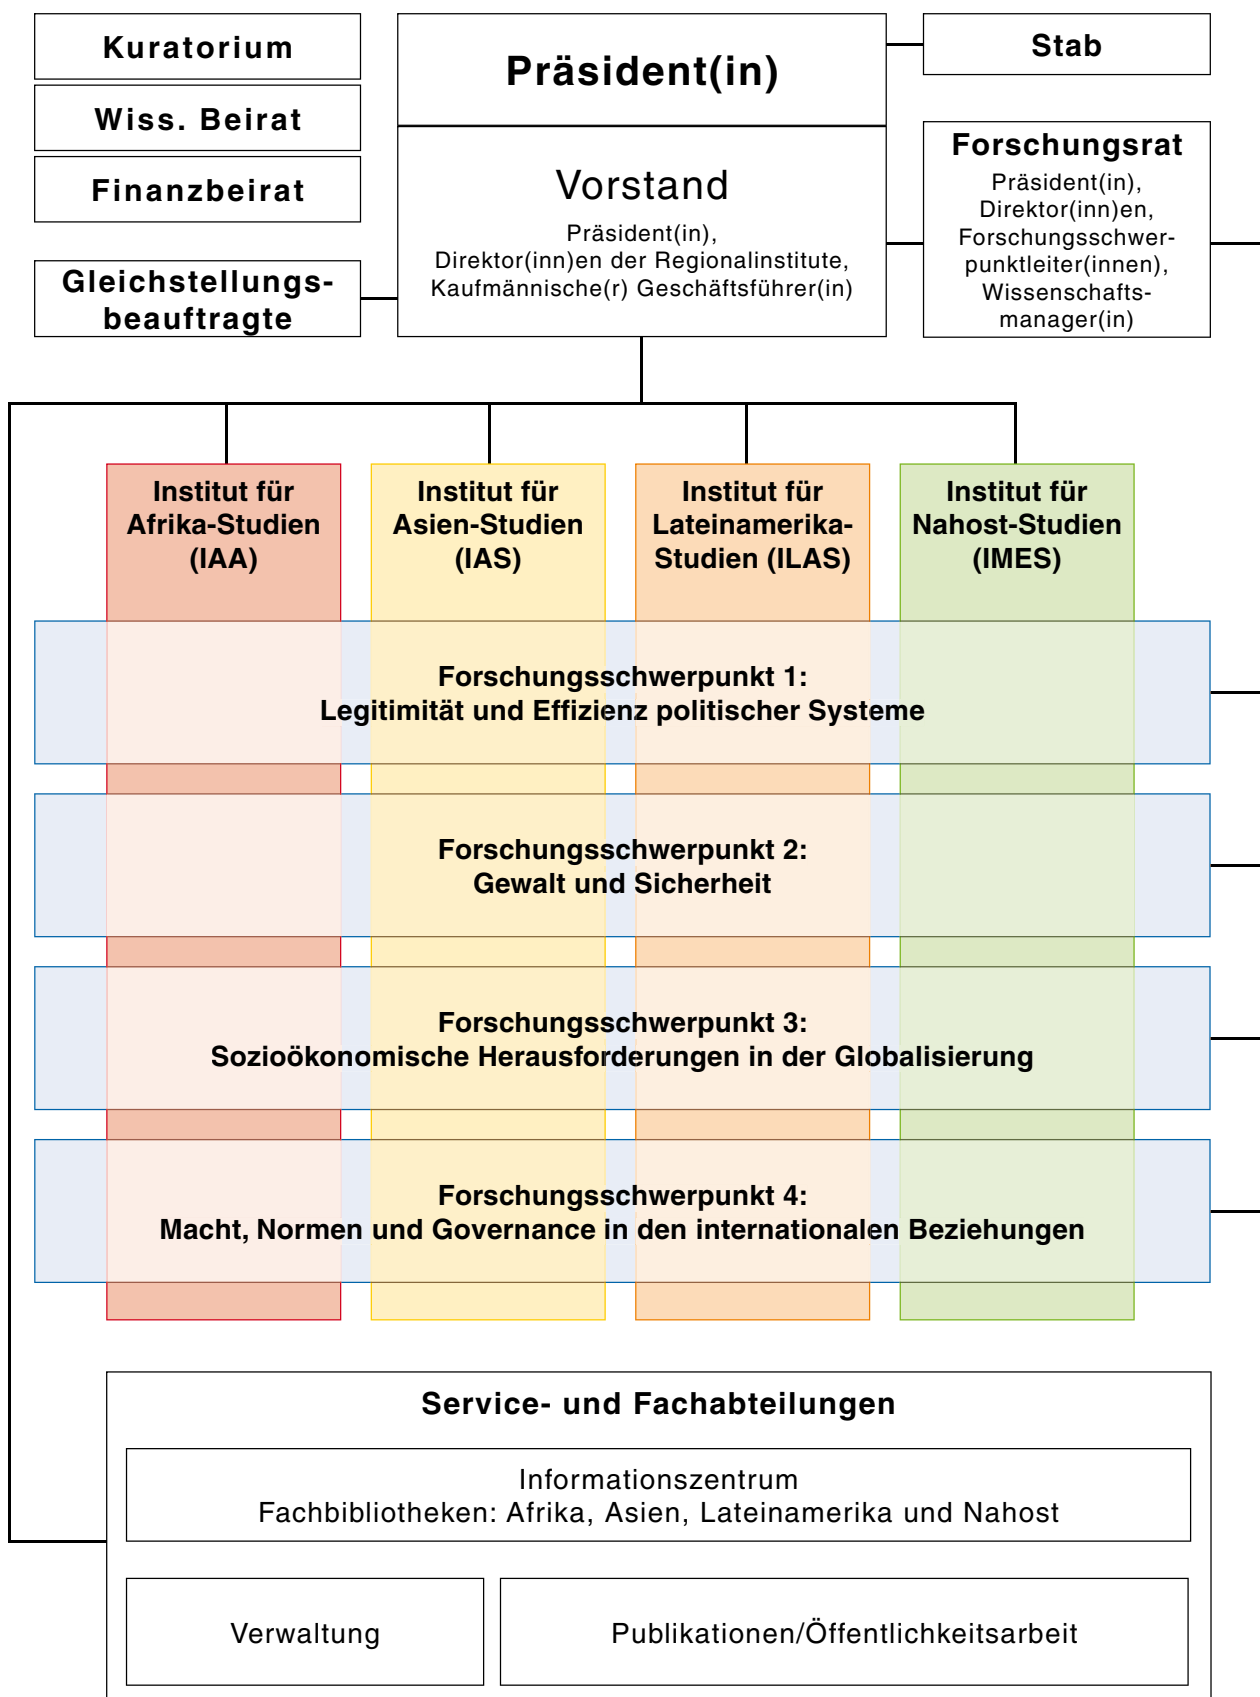 Kuratorium
Wiss. Beirat
Finanzbeirat
Gleichstellungs-
beauftragte
Präsident(in)
Vorstand
Präsident(in),
Direktor(inn)en der Regionalinstitute,
Kaufmännische(r) Geschäftsführer(in)
Stab
Forschungsrat
Präsident(in),
Direktor(inn)en,
Forschungsschwer-
punktleiter(innen),
Wissenschafts-
manager(in)
Institut für
Afrika-Studien
(IAA)
Institut für
Asien-Studien
(IAS)
Institut für
Lateinamerika-
Studien (ILAS)
Institut für
Nahost-Studien
(IMES)
Forschungsschwerpunkt 1:
Legitimität und Effizienz politischer Systeme
Forschungsschwerpunkt 2:
Gewalt und Sicherheit
Forschungsschwerpunkt 3:
Sozioökonomische Herausforderungen in der Globalisierung
Forschungsschwerpunkt 4:
Macht, Normen und Governance in den internationalen Beziehungen
Service- und Fachabteilungen
Informationszentrum
Fachbibliotheken: Afrika, Asien, Lateinamerika und Nahost
Verwaltung
Publikationen/Öffentlichkeitsarbeit